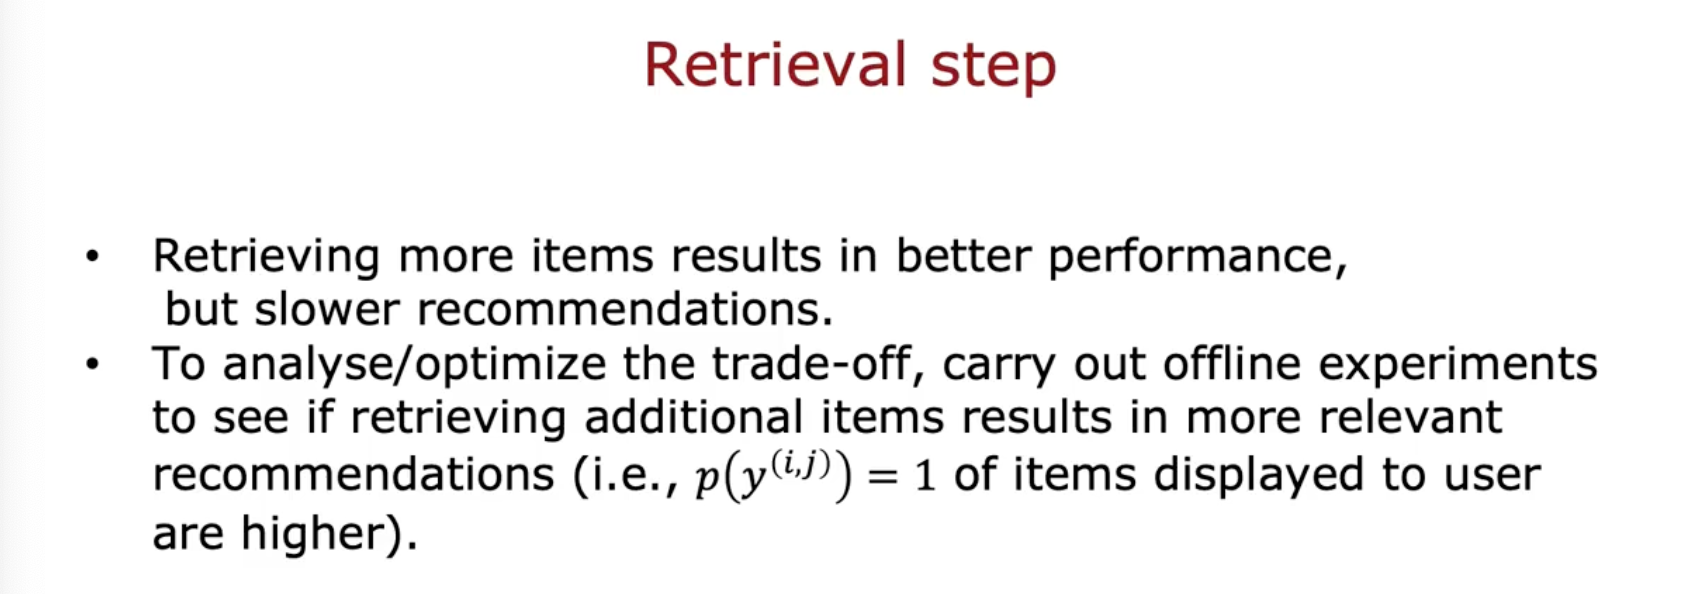 Retrieval step
• Retrieving more items results in better performance,
but slower recommendations.
• To analyse/optimize the trade-off, carry out offline experiments
to see if retrieving additional items results in more relevant
recommendations (i.e., p(y^(i,j)) = 1 of items displayed to user
are higher).